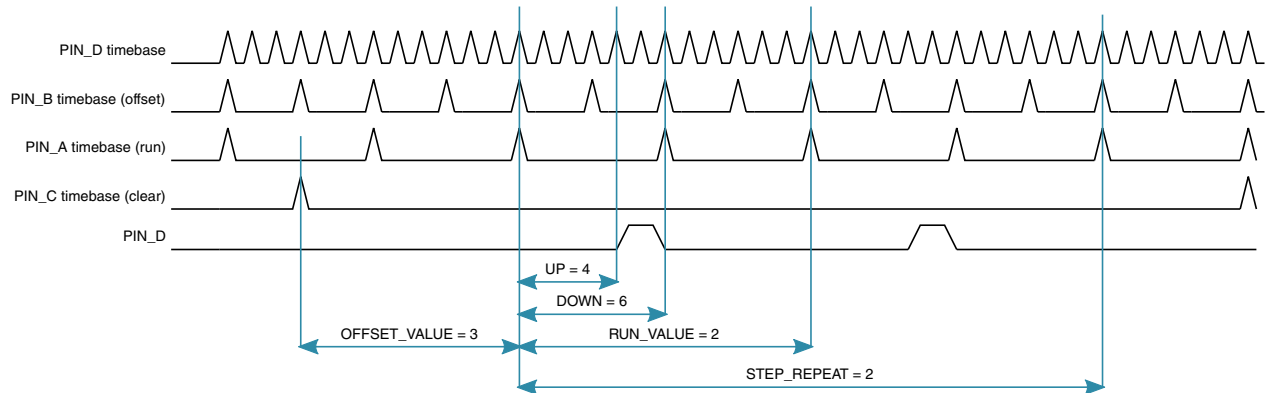 PIN_D timebase
PIN_B timebase (offset)
PIN_A timebase (run)
PIN_C timebase (clear)
PIN_D
UP = 4
DOWN = 6
OFFSET_VALUE = 3
RUN_VALUE = 2
STEP_REPEAT = 2